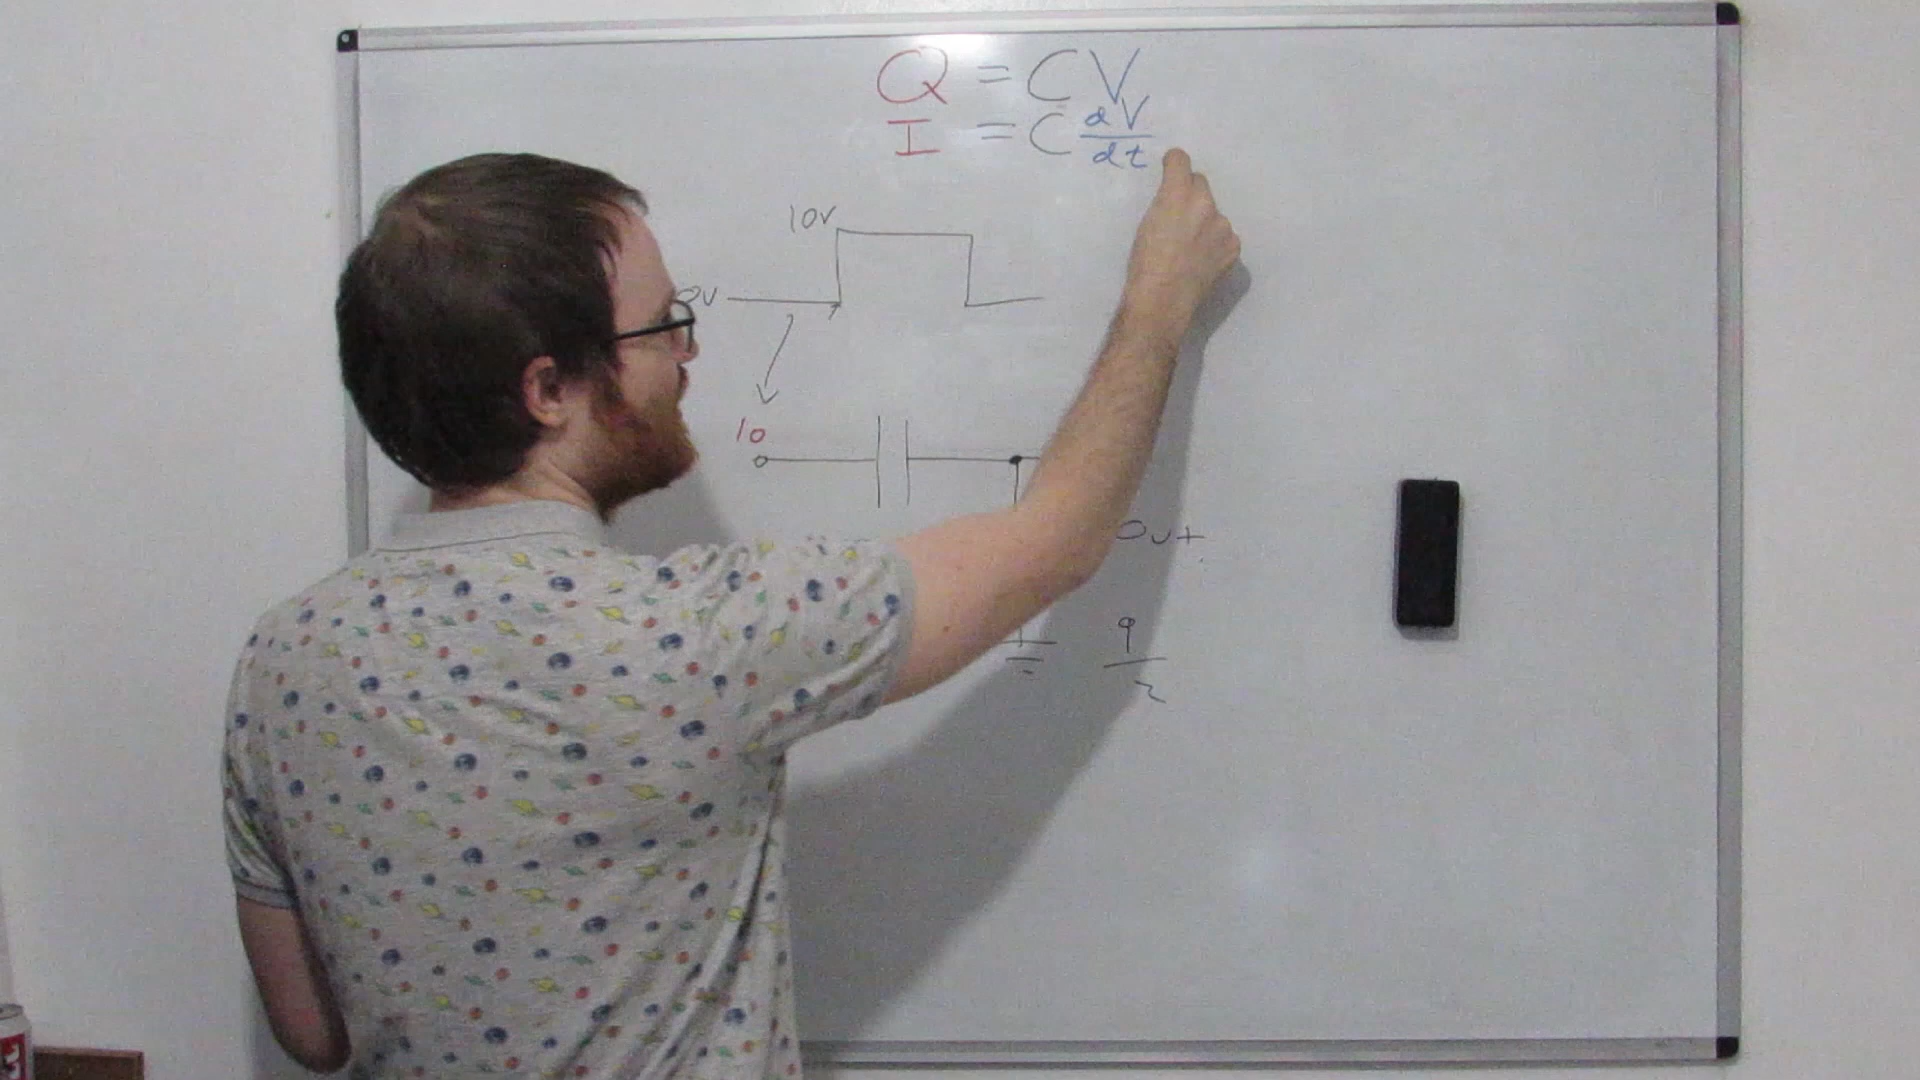 Q = CV
I = C dV/dt
10V
0V
10
Out
9
2